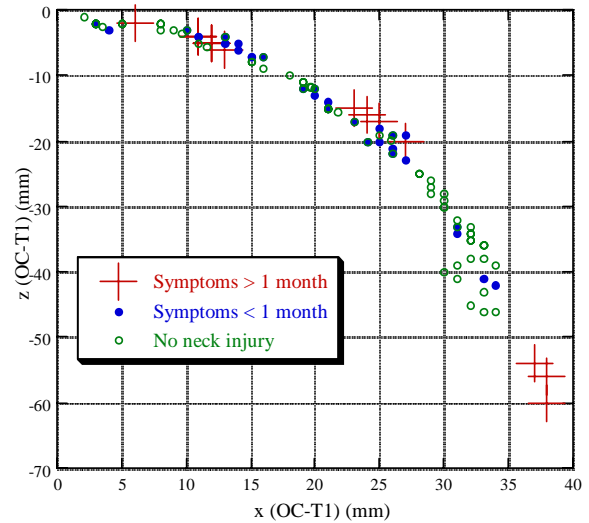 0
-10
-20
-30
-40
-50
-60
-70
z (OC-T1) (mm)
Symptoms > 1 month
Symptoms < 1 month
No neck injury
0 5 10 15 20 25 30 35 40
x (OC-T1) (mm)